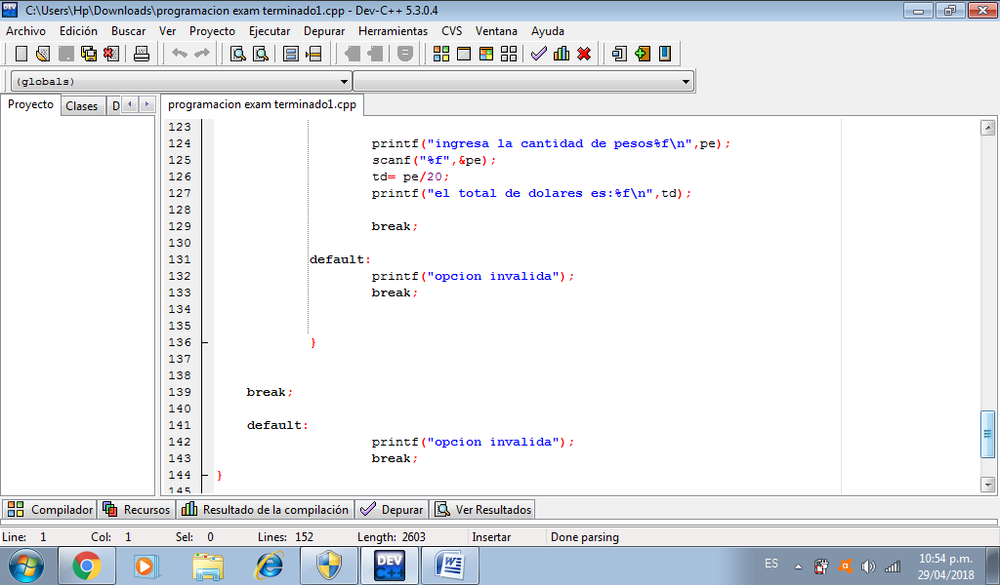 C:\Users\Hp\Downloads\programacion exam terminado1.cpp - Dev-C++ 5.3.0.4
Archivo Edición Buscar Ver Proyecto Ejecutar Depurar Herramientas CVS Ventana Ayuda
(globals)
Proyecto Clases D
programacion exam terminado1.cpp
123
124 printf("ingresa la cantidad de pesos%f\n",pe);
125 scanf("%f",&pe);
126 td= pe/20;
127 printf("el total de dolares es:%f\n",td);
128
129 break;
130
131 default:
132 printf("opcion invalida");
133 break;
134
135
136 }
137
138
139 break;
140
141 default:
142 printf("opcion invalida");
143 break;
144 }
145
Compilador Recursos Resultado de la compilación Depurar Ver Resultados
Line: 1 Col: 1 Sel: 0 Lines: 152 Length: 2603 Insertar Done parsing
DEV C++ W ES 10:54 p.m.
29/04/2018